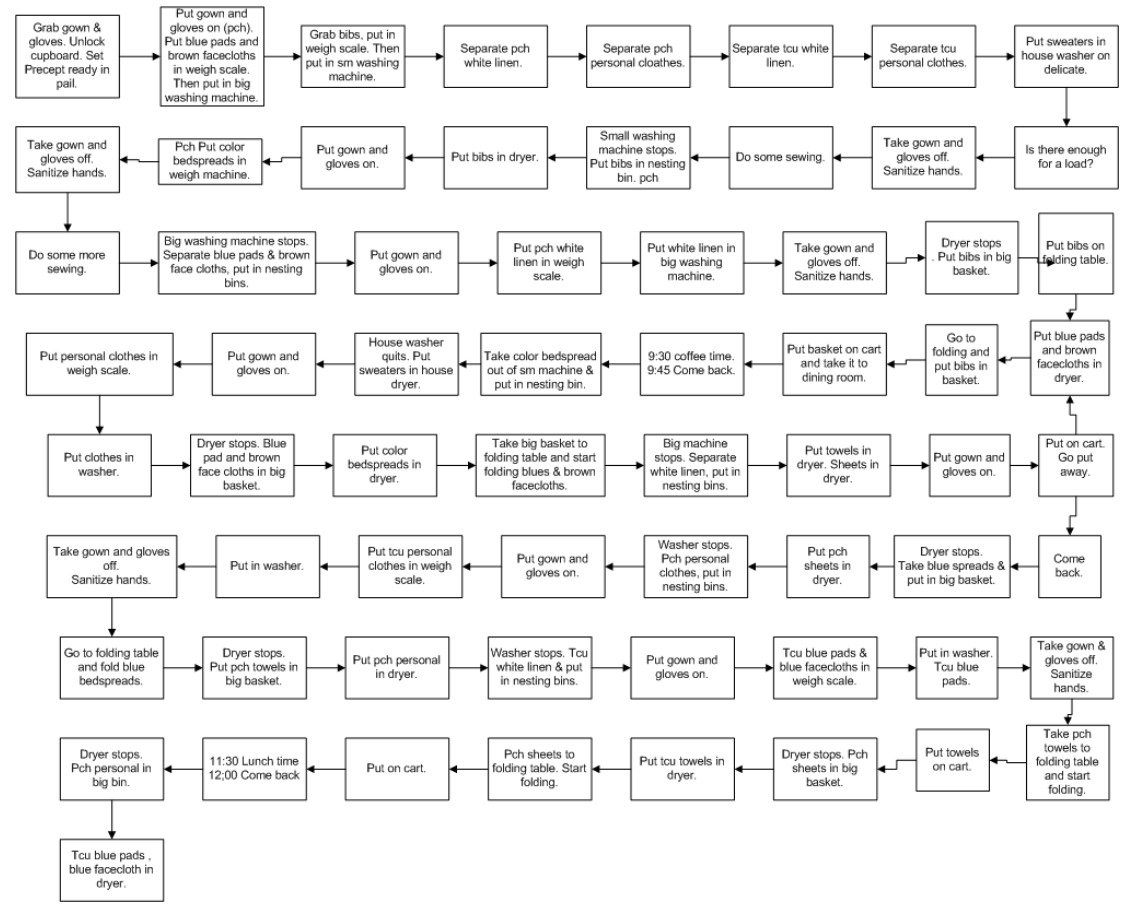 Grab gown &
gloves. Unlock
cupboard. Set
Precept ready in
pail.
Put gown and
gloves on (pch).
Put blue pads and
brown facecloths
in weigh scale.
Then put in big
washing machine.
Grab bibs, put in
weigh scale. Then
put in sm washing
machine.
Separate pch
white linen.
Separate pch
personal cloathes.
Separate tcu white
linen.
Separate tcu
personal clothes.
Put sweaters in
house washer on
delicate.
Is there enough
for a load?
Take gown and
gloves off.
Sanitize hands.
Do some sewing.
Small washing
machine stops.
Put bibs in nesting
bin. pch
Put bibs in dryer.
Put gown and
gloves on.
Pch Put color
bedspreads in
weigh machine.
Take gown and
gloves off.
Sanitize hands.
Do some more
sewing.
Big washing machine stops.
Separate blue pads & brown
face cloths, put in nesting
bins.
Put gown and
gloves on.
Put pch white
linen in weigh
scale.
Put white linen in
big washing
machine.
Take gown and
gloves off.
Sanitize hands.
Dryer stops
. Put bibs in big
basket.
Put bibs on
folding table.
Put blue pads
and brown
facecloths in
dryer.
Go to
folding and
put bibs in
basket.
Put basket on cart
and take it to
dining room.
9:30 coffee time.
9:45 Come back.
Take color bedspread
out of sm machine &
put in nesting bin.
House washer
quits. Put
sweaters in house
dryer.
Put gown and
gloves on.
Put personal clothes in
weigh scale.
Put clothes in
washer.
Dryer stops. Blue
pad and brown
face cloths in big
basket.
Put color
bedspreads in
dryer.
Take big basket to
folding table and start
folding blues & brown
facecloths.
Big machine
stops. Separate
white linen, put in
nesting bins.
Put towels in
dryer. Sheets in
dryer.
Put gown and
gloves on.
Put on cart.
Go put
away.
Come
back.
Dryer stops.
Take blue spreads &
put in big basket.
Put pch
sheets in
dryer.
Washer stops.
Pch personal
clothes, put in
nesting bins.
Put gown and
gloves on.
Put tcu personal
clothes in weigh
scale.
Put in washer.
Take gown and gloves
off.
Sanitize hands.
Go to folding table
and fold blue
bedspreads.
Dryer stops.
Put pch towels in
big basket.
Put pch personal
in dryer.
Washer stops. Tcu
white linen & put
in nesting bins.
Put gown and
gloves on.
Tcu blue pads &
blue facecloths in
weigh scale.
Put in washer.
Tcu blue
pads.
Take gown &
gloves off.
Sanitize
hands.
Take pch
towels to
folding table
and start
folding.
Put towels
on cart.
Dryer stops. Pch
sheets in big
basket.
Put tcu towels in
dryer.
Pch sheets to
folding table. Start
folding.
Put on cart.
11:30 Lunch time
12;00 Come back
Dryer stops.
Pch personal in
big bin.
Tcu blue pads ,
blue facecloth in
dryer.